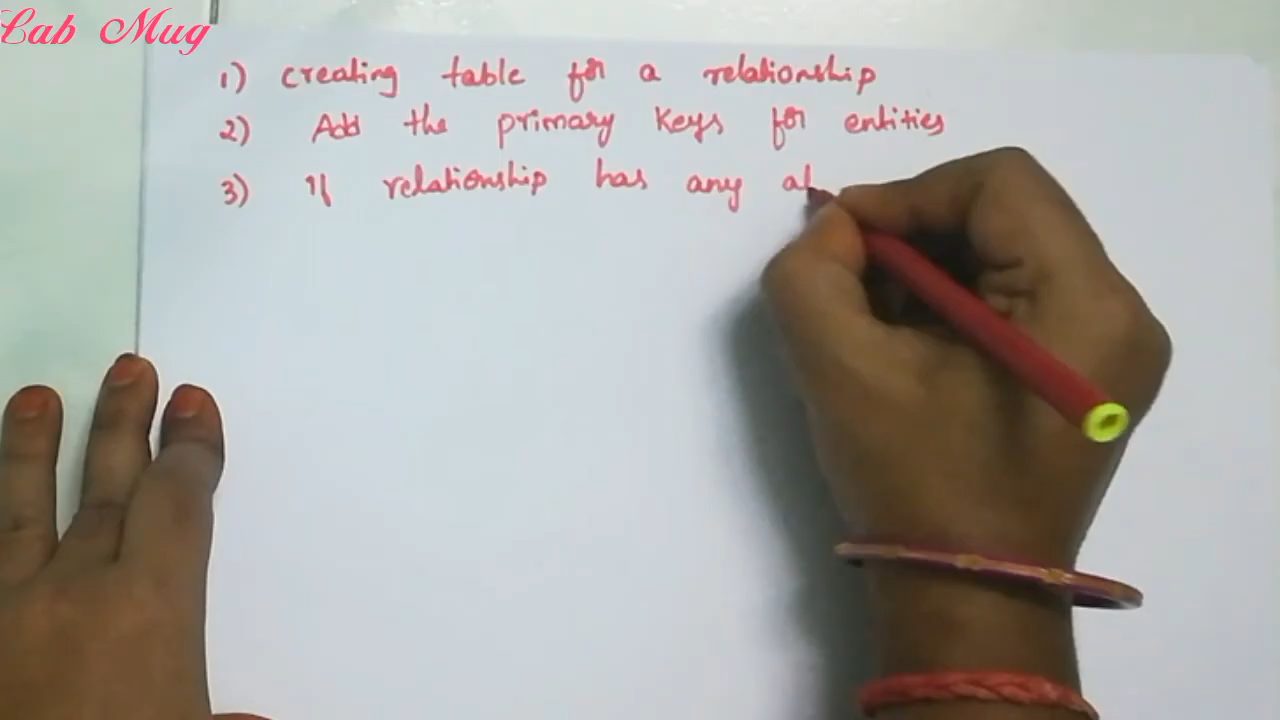 Lab Mug
1) creating table for a relationship
2) Add the primary keys for entities
3) If relationship has any